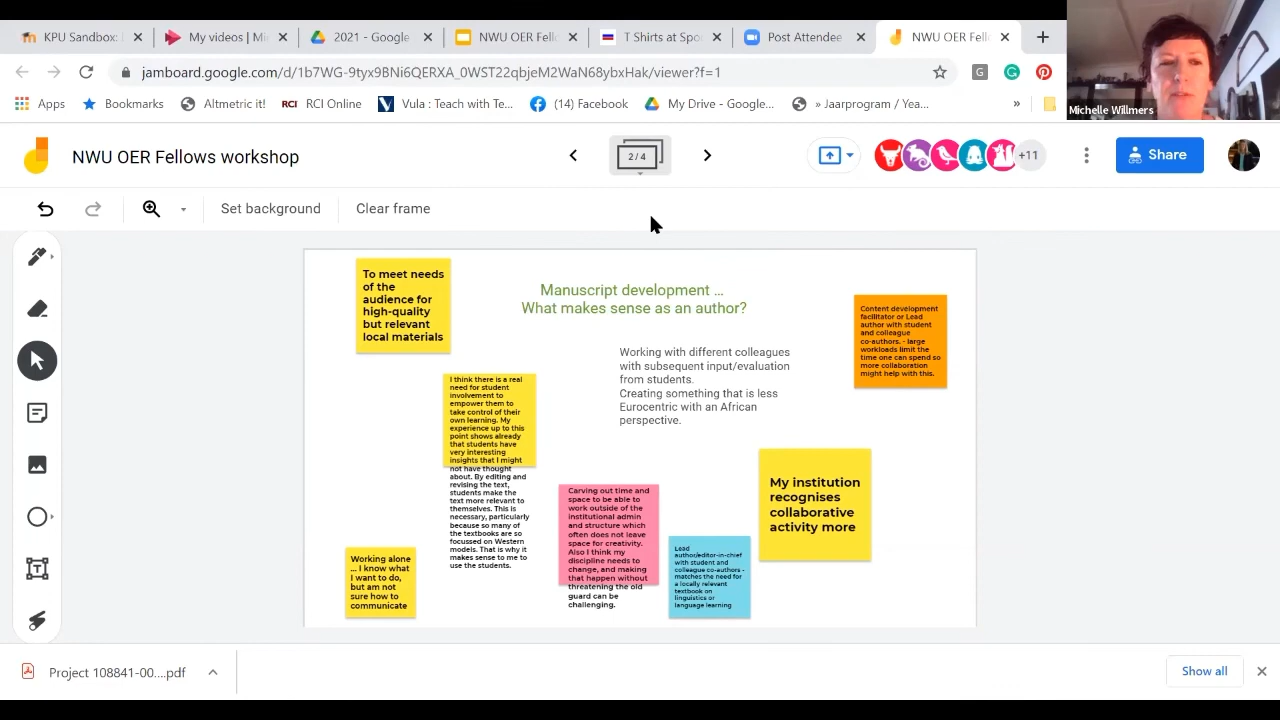 KPU Sandbox:
My videos | Mi
2021 - Google
NWU OER Fello
T Shirts at Spo
Post Attendee
NWU OER Fello
jamboard.google.com/d/1b7WG-9tyx9BNi6QERXA_0WST22qbjeM2WaN68ybxHak/viewer?f=1
Apps
Bookmarks
Altmetric it!
RCI RCI Online
Vula : Teach with Te...
(14) Facebook
My Drive - Google...
» Jaarprogram / Yea...
»
Michelle Willmers
NWU OER Fellows workshop
2 / 4
+11
Share
Set background
Clear frame
Manuscript development ...
What makes sense as an author?
To meet needs
of the
audience for
high-quality
but relevant
local materials
Content development
facilitator or Lead
author with student
and colleague
co-authors. - large
workloads limit the
time one can spend so
more collaboration
might help with this.
Working with different colleagues
with subsequent input/evaluation
from students.
Creating something that is less
Eurocentric with an African
perspective.
I think there is a real
need for student
involvement to
empower them to
take control of their
own learning. My
experience up to this
point shows already
that students have
very interesting
insights that I might
not have thought
about. By editing and
revising the text,
students make the
text more relevant to
themselves. This is
necessary, particularly
because so many of
the textbooks are so
focussed on Western
models. That is why it
makes sense to me to
use the students.
My institution
recognises
collaborative
activity more
Carving out time and
space to be able to
work outside of the
institutional admin
and structure which
often does not leave
space for creativity.
Also I think my
discipline needs to
change, and making
that happen without
threatening the old
guard can be
challenging.
Lead
author/editor-in-chief
with student and
colleague co-authors -
matches the need for
a locally relevant
textbook on
linguistics or
language learning
Working alone
... I know what
I want to do,
but am not
sure how to
communicate
Project 108841-00....pdf
Show all